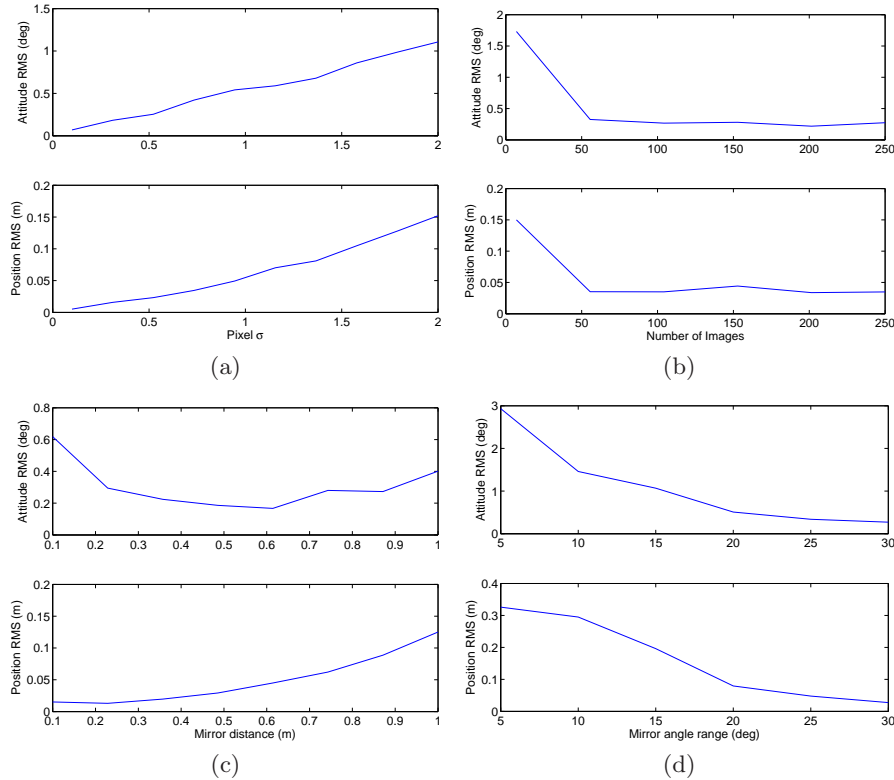 1.5
1
0.5
0
Attitude RMS (deg)
0 0.5 1 1.5 2
0.2
0.15
0.1
0.05
0
Position RMS (m)
0 0.5 1 1.5 2
Pixel σ
(a)
2
1.5
1
0.5
0
Attitude RMS (deg)
0 50 100 150 200 250
0.2
0.15
0.1
0.05
0
Position RMS (m)
0 50 100 150 200 250
Number of Images
(b)
0.8
0.6
0.4
0.2
0
Attitude RMS (deg)
0.1 0.2 0.3 0.4 0.5 0.6 0.7 0.8 0.9 1
0.2
0.15
0.1
0.05
0
Position RMS (m)
0.1 0.2 0.3 0.4 0.5 0.6 0.7 0.8 0.9 1
Mirror distance (m)
(c)
3
2
1
0
Attitude RMS (deg)
5 10 15 20 25 30
0.4
0.3
0.2
0.1
0
Position RMS (m)
5 10 15 20 25 30
Mirror angle range (deg)
(d)